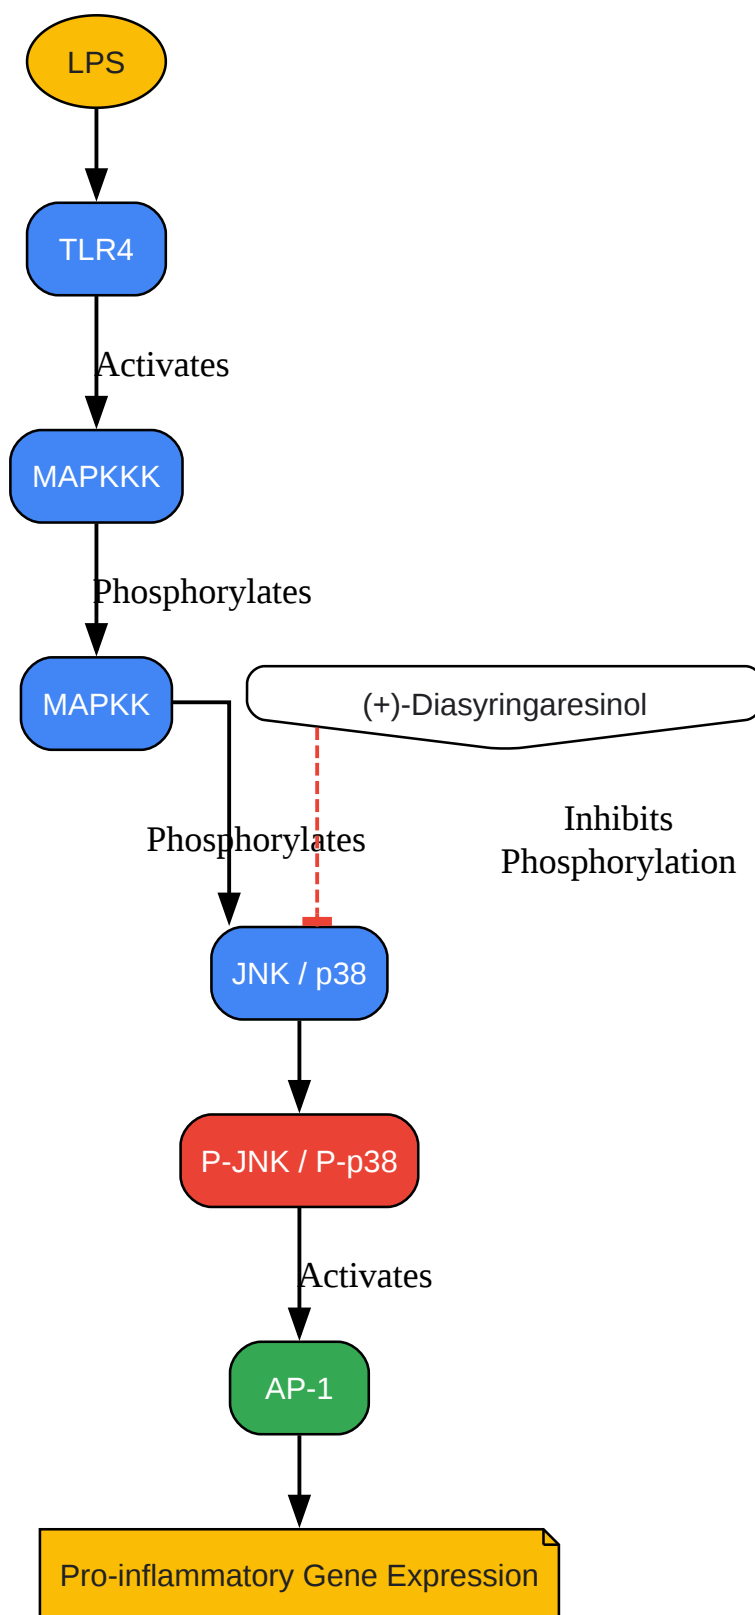 LPS
TLR4
Activates
MAPKKK
Phosphorylates
MAPKK
(+)-Diasyringaresinol
Phosphorylates
Inhibits
Phosphorylation
JNK / p38
P-JNK / P-p38
Activates
AP-1
Pro-inflammatory Gene Expression